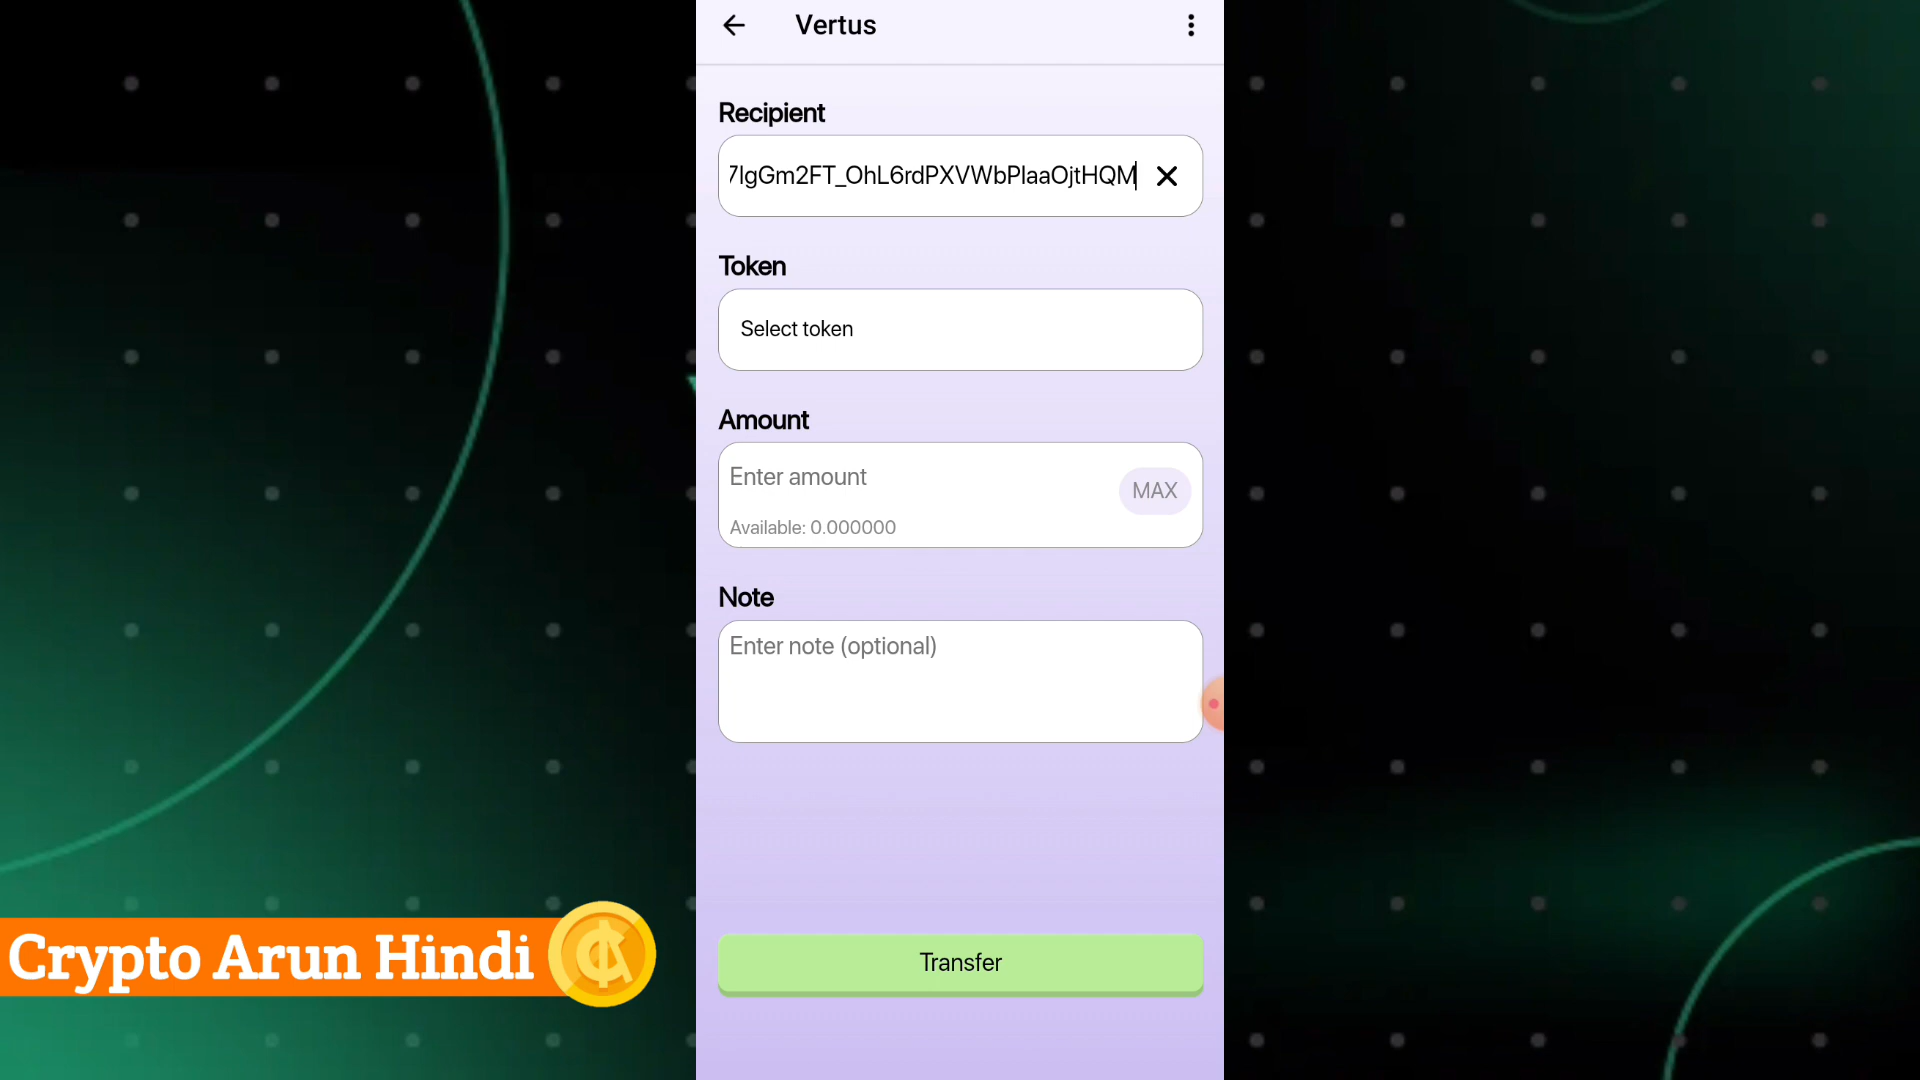 Vertus
Recipient
7IgGm2FT_OhL6rdPXVWbPlaaOjtHQM
Token
Select token
Amount
Enter amount
MAX
Available: 0.000000
Note
Enter note (optional)
Transfer
Crypto Arun Hindi